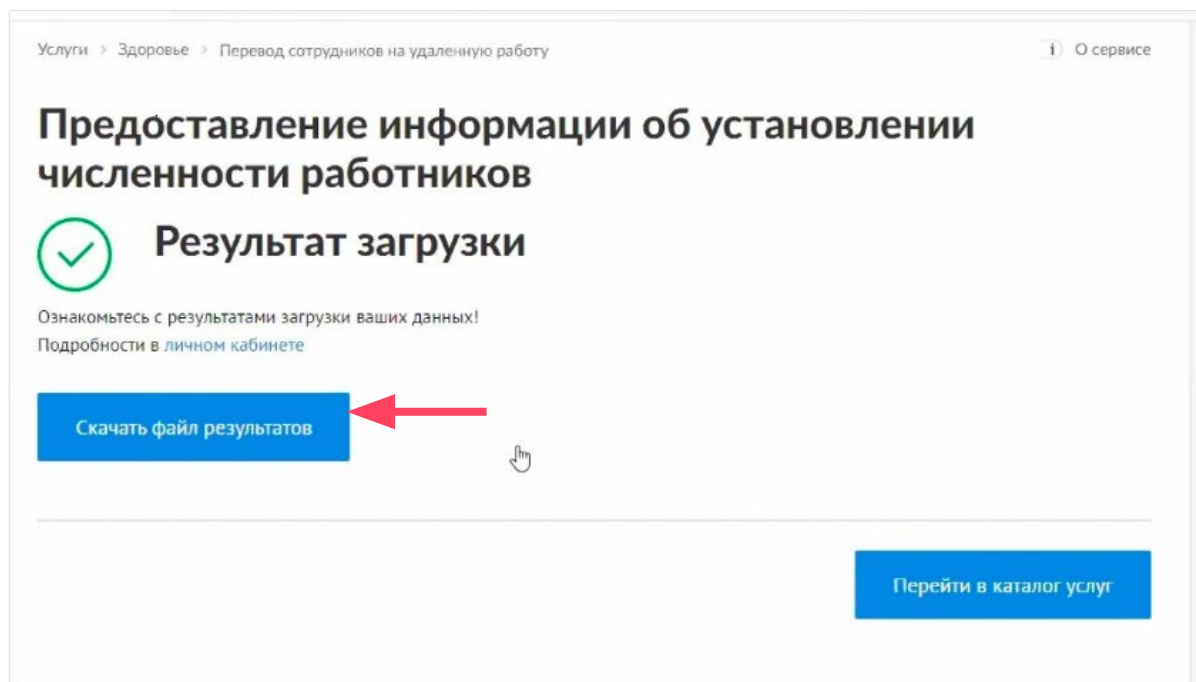 Услуги > Здоровье > Перевод сотрудников на удаленную работу
i О сервисе
Предоставление информации об установлении
численности работников
Результат загрузки
Ознакомьтесь с результатами загрузки ваших данных!
Подробности в личном кабинете
Скачать файл результатов
Перейти в каталог услуг